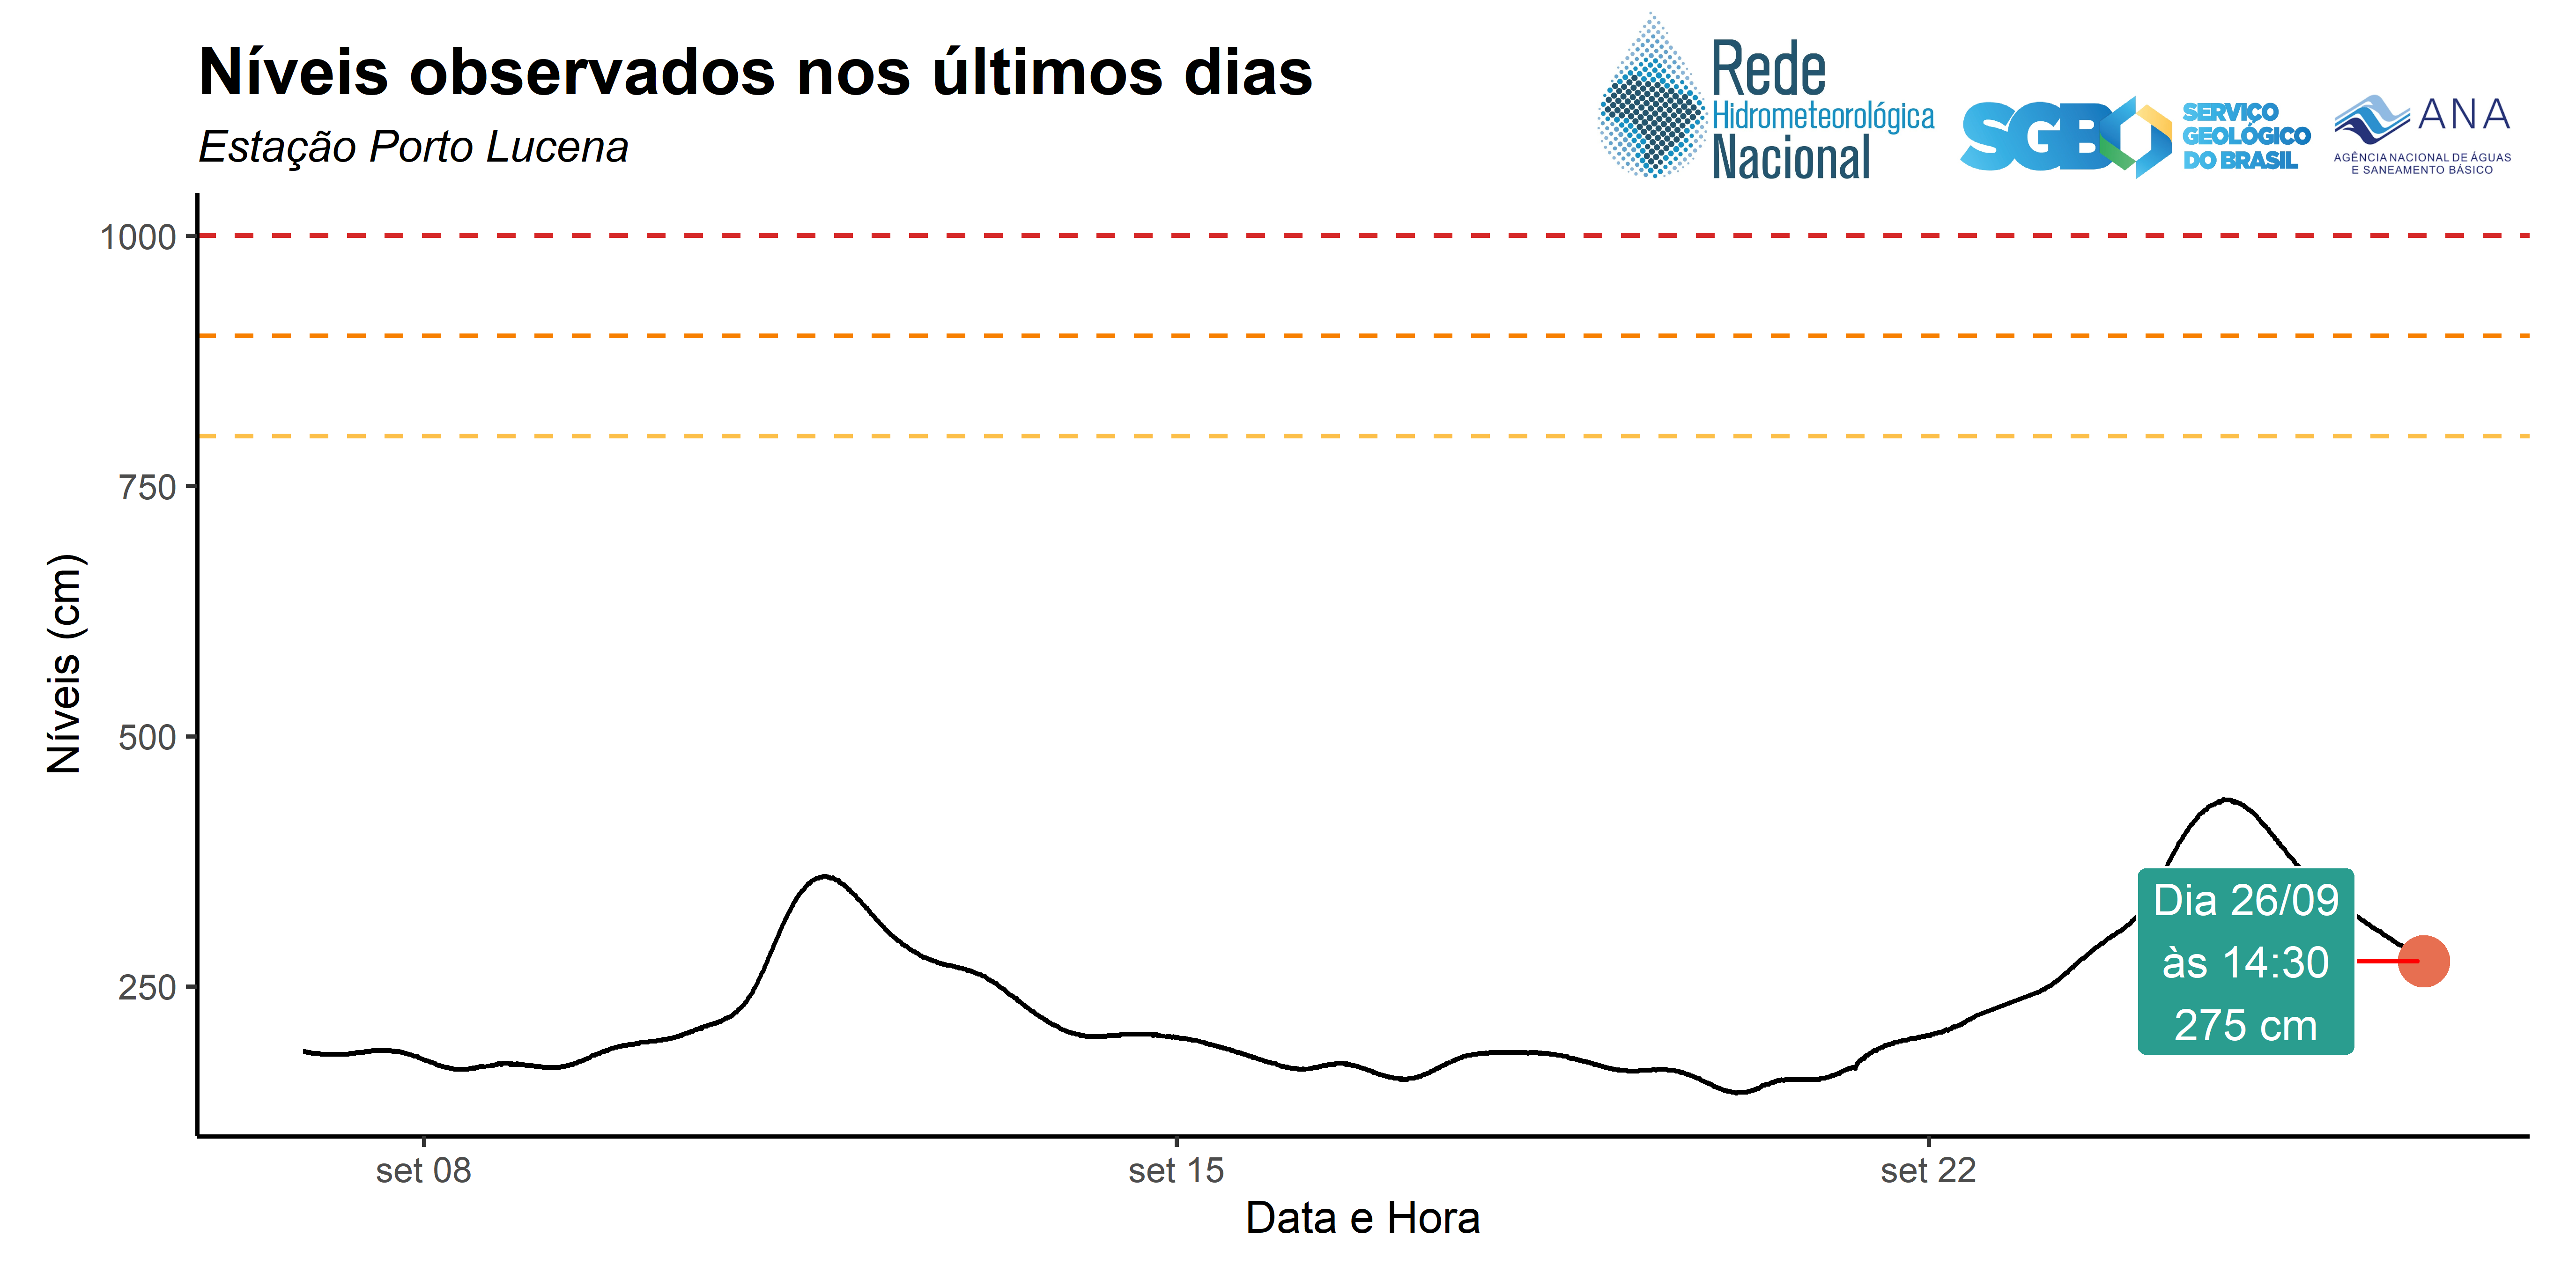 Níveis observados nos últimos dias
Estação Porto Lucena
Rede
Hidrometeorológica
Nacional
SGB
SERVIÇO
GEOLÓGICO
DO BRASIL
ANA
AGÊNCIA NACIONAL DE ÁGUAS
E SANEAMENTO BÁSICO
1000
750
500
250
Níveis (cm)
Dia 26/09
às 14:30
275 cm
set 08
set 15
set 22
Data e Hora